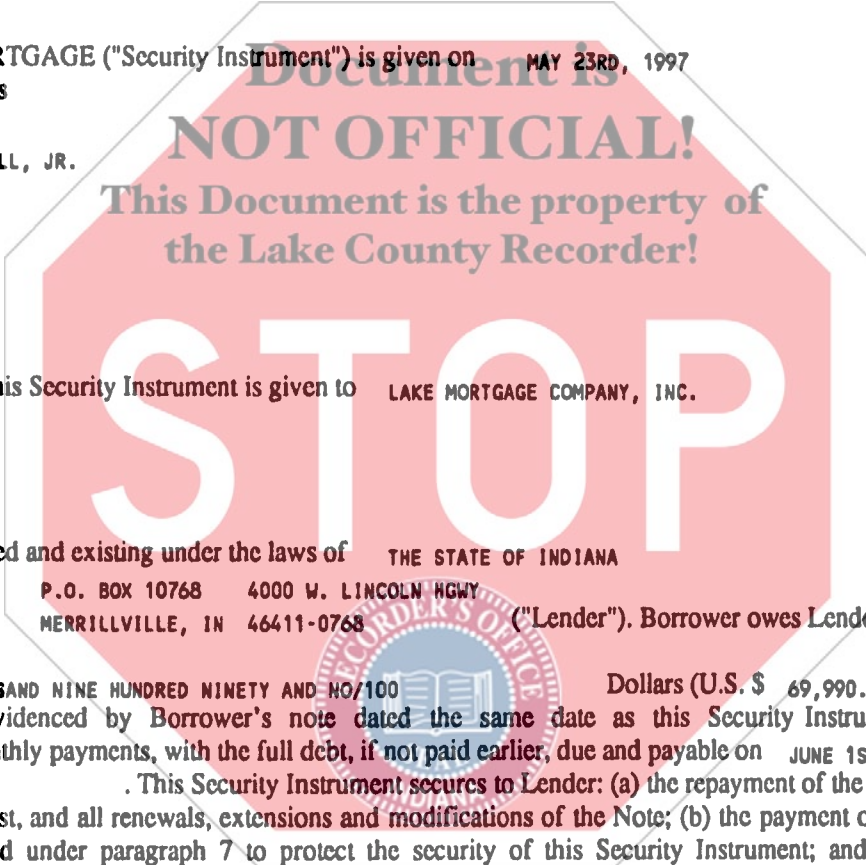 RTGAGE ("Security Instrument") is given on MAY 23RD, 1997
Document is
s
NOT OFFICIAL!
LL, JR.
This Document is the property of
the Lake County Recorder!
STOP
is Security Instrument is given to LAKE MORTGAGE COMPANY, INC.
ed and existing under the laws of THE STATE OF INDIANA
P.O. BOX 10768 4000 W. LINCOLN HGWY
MERRILLVILLE, IN 46411-0768 ("Lender"). Borrower owes Lende
RECORDER'S OFFICE
SAND NINE HUNDRED NINETY AND NO/100 Dollars (U.S. $ 69,990.
videnced by Borrower's note dated the same date as this Security Instru
thly payments, with the full debt, if not paid earlier, due and payable on JUNE 1S
. This Security Instrument secures to Lender: (a) the repayment of the
INDIANA
st, and all renewals, extensions and modifications of the Note; (b) the payment o
d under paragraph 7 to protect the security of this Security Instrument; and